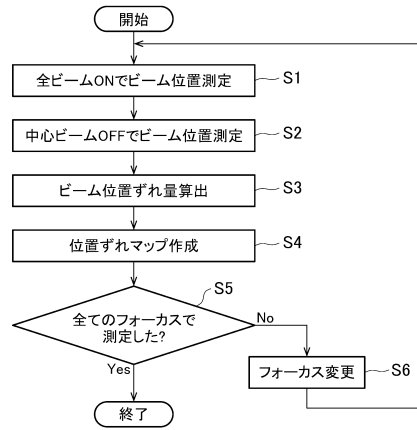 開始
全ビームONでビーム位置測定
S1
中心ビームOFFでビーム位置測定
S2
ビーム位置ずれ量算出
S3
位置ずれマップ作成
S4
S5
全てのフォーカスで
測定した?
No
Yes
フォーカス変更
S6
終了